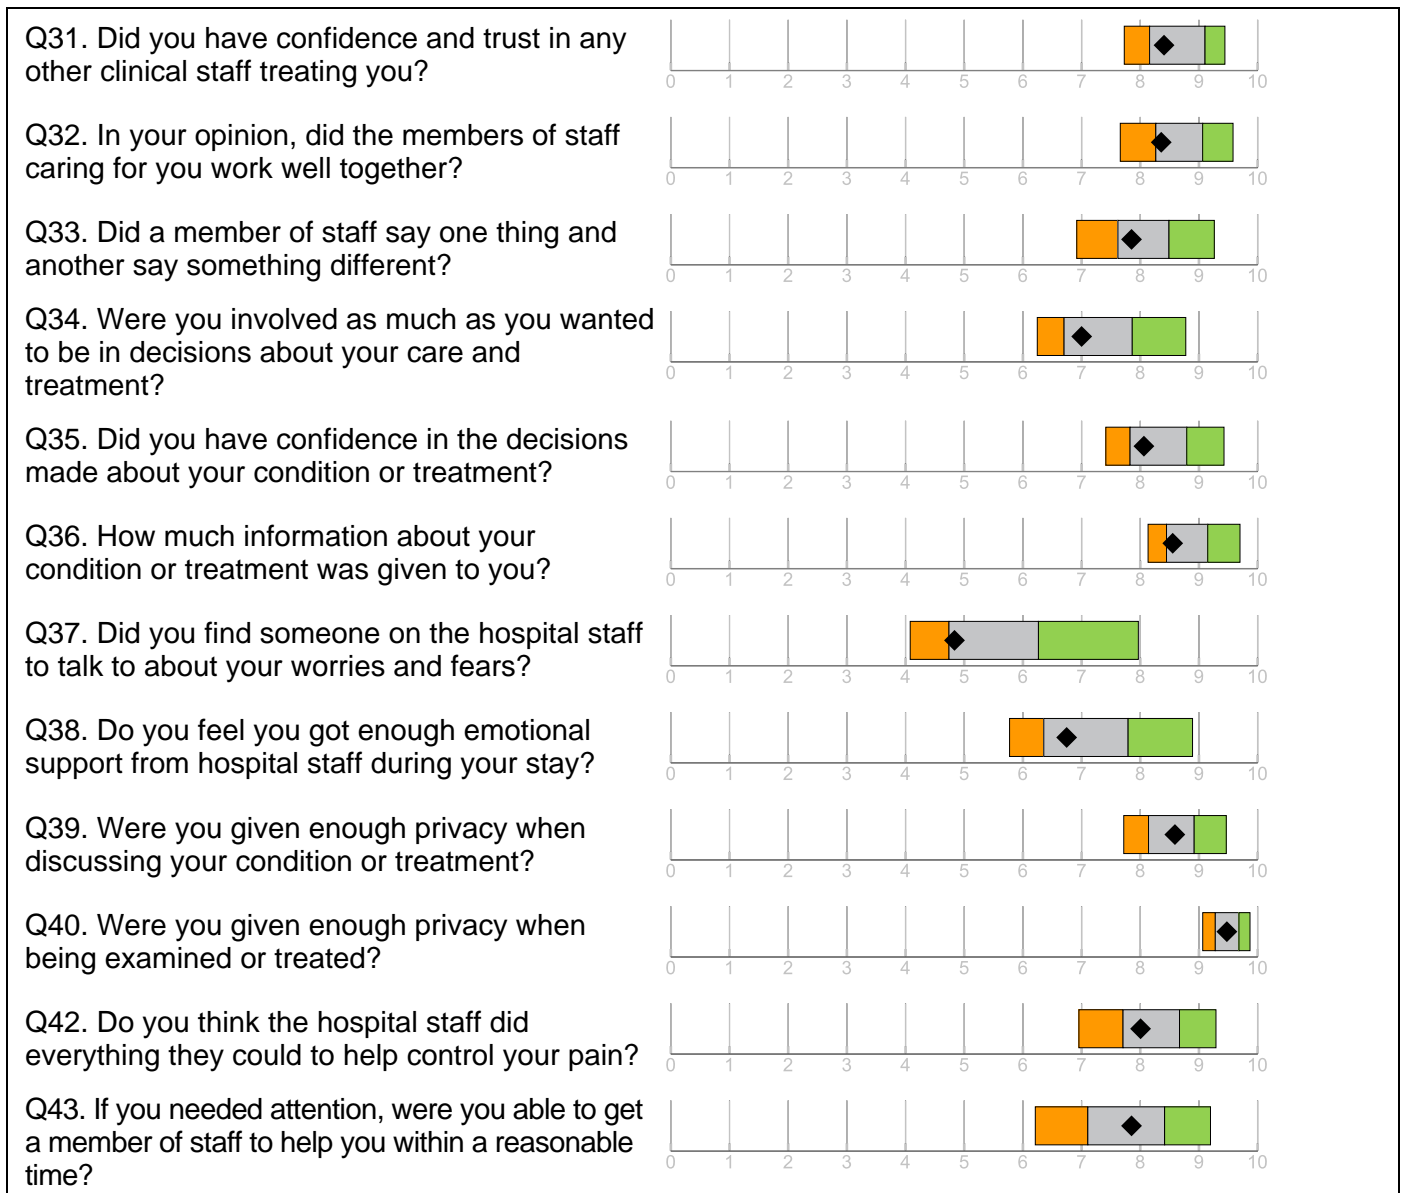 Q31. Did you have confidence and trust in any
other clinical staff treating you?
0 1 2 3 4 5 6 7 8 9 10
Q32. In your opinion, did the members of staff
caring for you work well together?
0 1 2 3 4 5 6 7 8 9 10
Q33. Did a member of staff say one thing and
another say something different?
0 1 2 3 4 5 6 7 8 9 10
Q34. Were you involved as much as you wanted
to be in decisions about your care and
treatment?
0 1 2 3 4 5 6 7 8 9 10
Q35. Did you have confidence in the decisions
made about your condition or treatment?
0 1 2 3 4 5 6 7 8 9 10
Q36. How much information about your
condition or treatment was given to you?
0 1 2 3 4 5 6 7 8 9 10
Q37. Did you find someone on the hospital staff
to talk to about your worries and fears?
0 1 2 3 4 5 6 7 8 9 10
Q38. Do you feel you got enough emotional
support from hospital staff during your stay?
0 1 2 3 4 5 6 7 8 9 10
Q39. Were you given enough privacy when
discussing your condition or treatment?
0 1 2 3 4 5 6 7 8 9 10
Q40. Were you given enough privacy when
being examined or treated?
0 1 2 3 4 5 6 7 8 9 10
Q42. Do you think the hospital staff did
everything they could to help control your pain?
0 1 2 3 4 5 6 7 8 9 10
Q43. If you needed attention, were you able to get
a member of staff to help you within a reasonable
time?
0 1 2 3 4 5 6 7 8 9 10